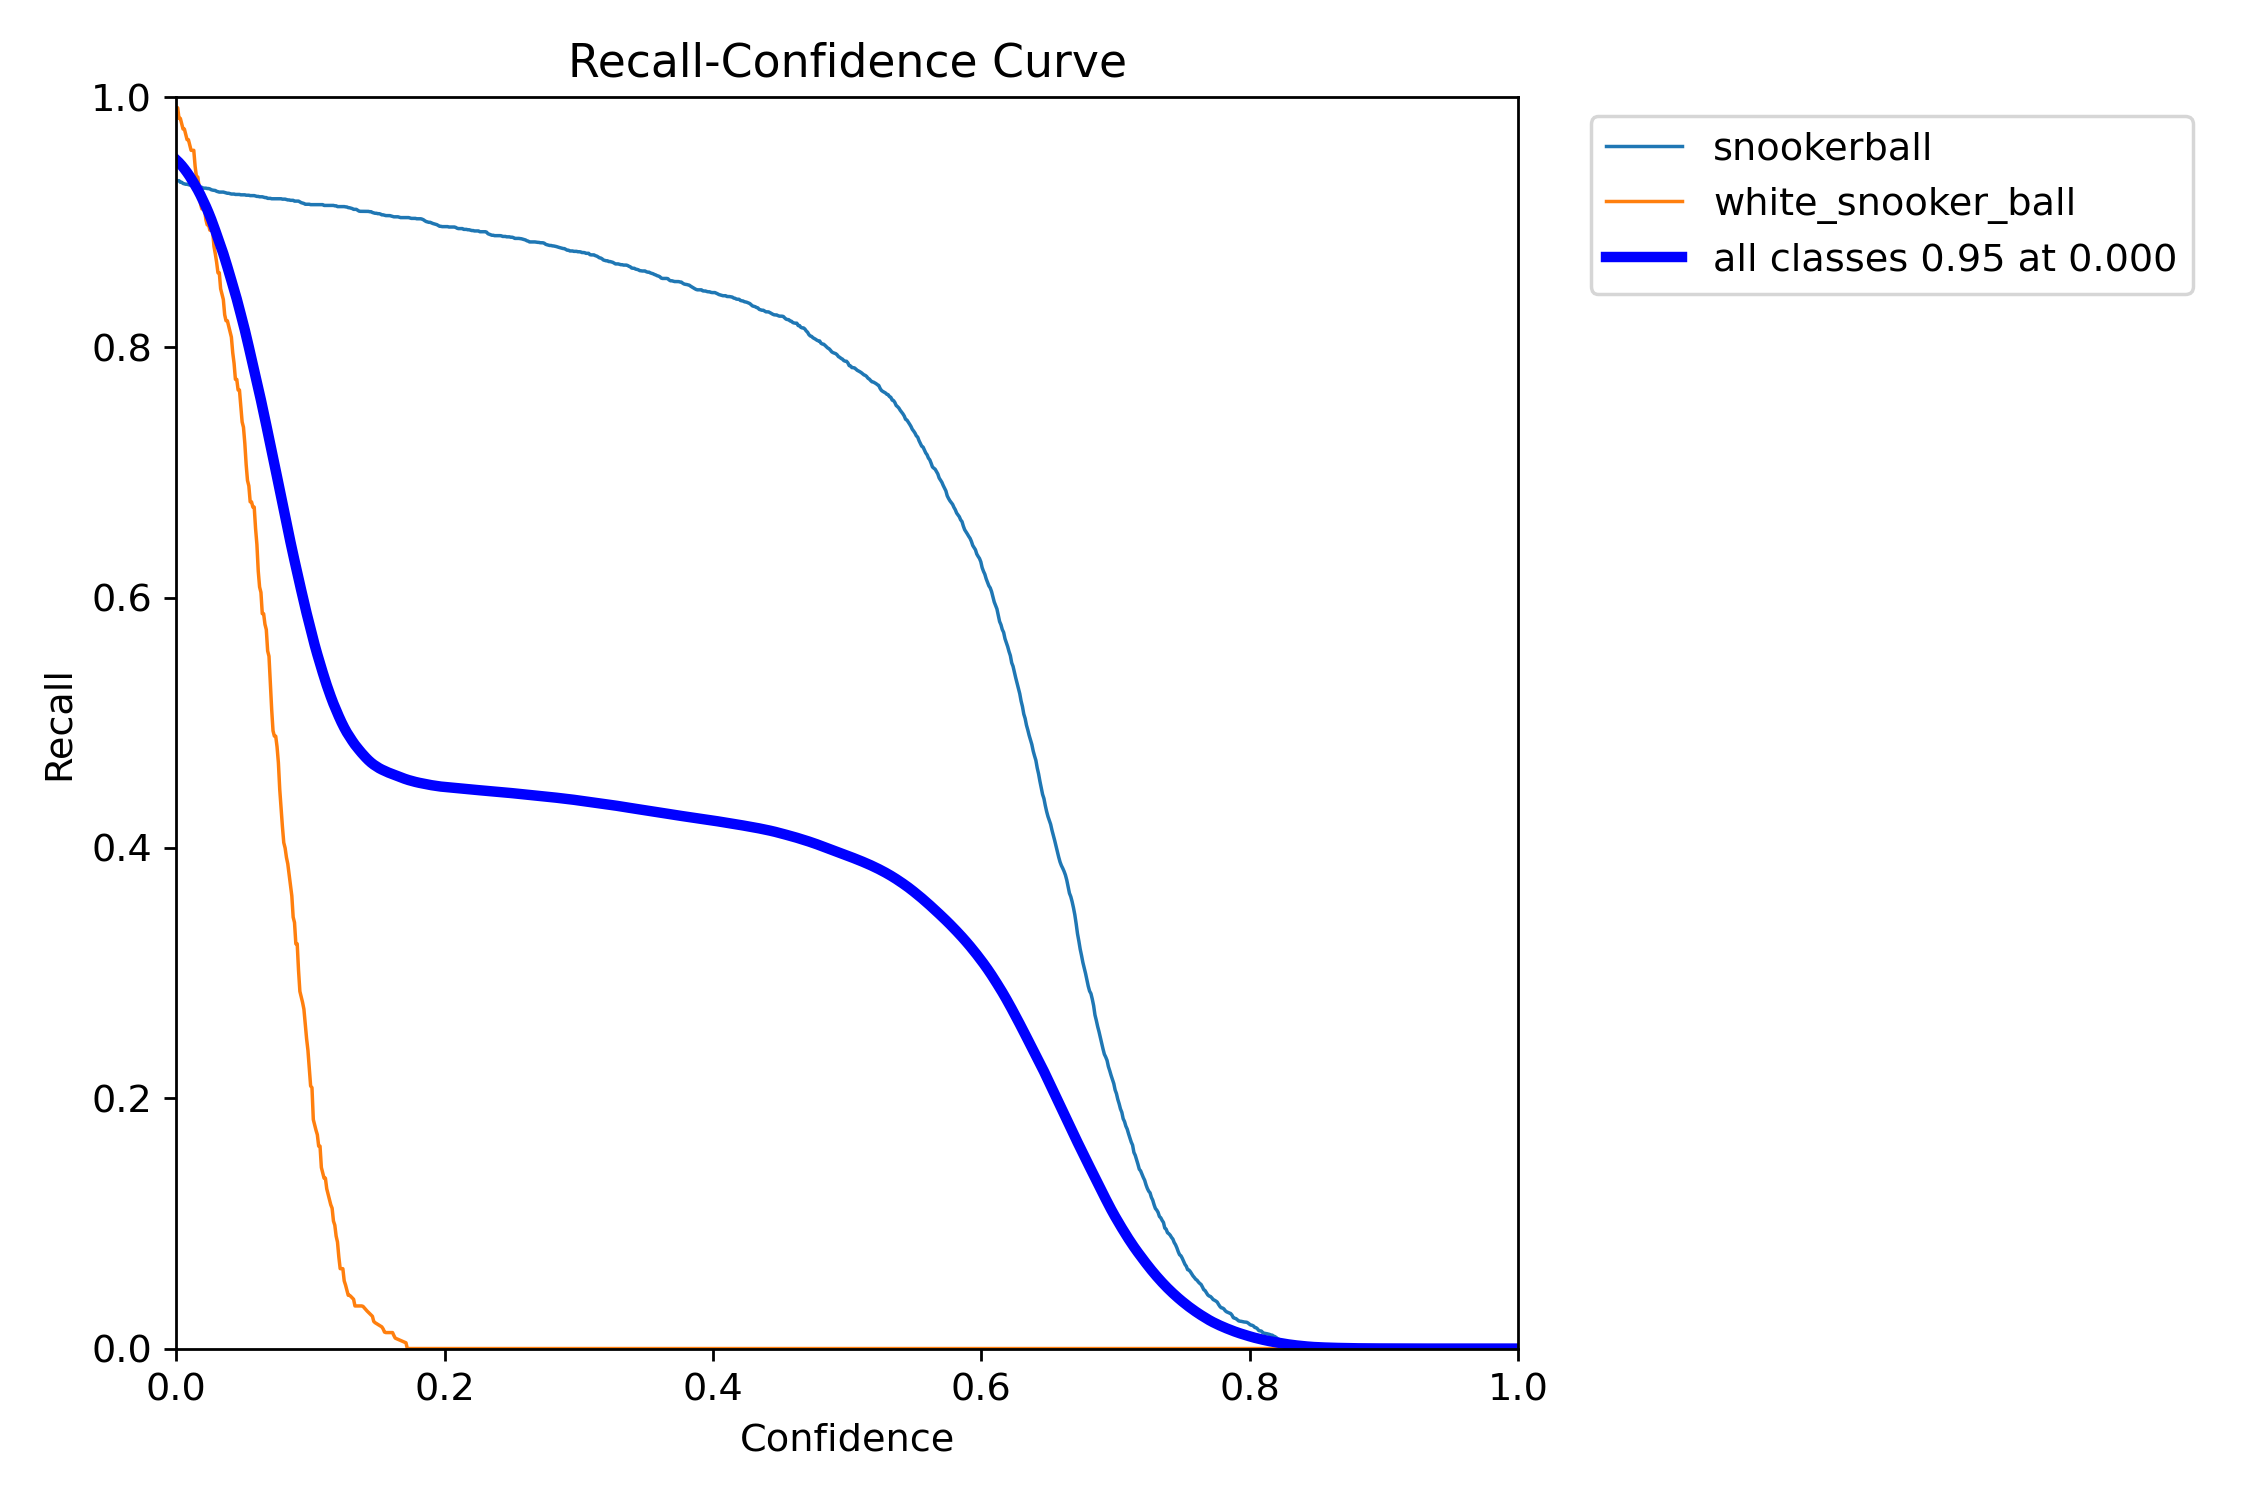 Recall-Confidence Curve
1.0
0.8
0.6
0.4
0.2
0.0
Recall
0.0 0.2 0.4 0.6 0.8 1.0
Confidence
snookerball
white_snooker_ball
all classes 0.95 at 0.000